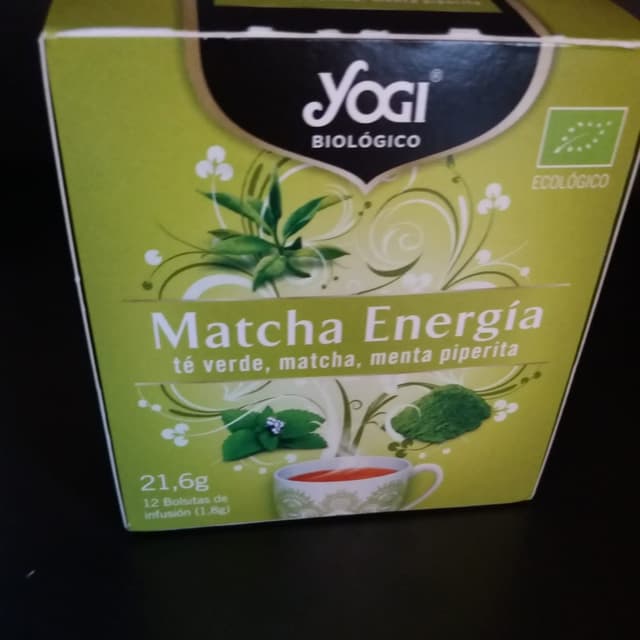 YOGI®
BIOLÓGICO
ECOLÓGICO
Matcha Energía
té verde, matcha, menta piperita
21,6g
12 Bolsitas de
infusión (1,8g)